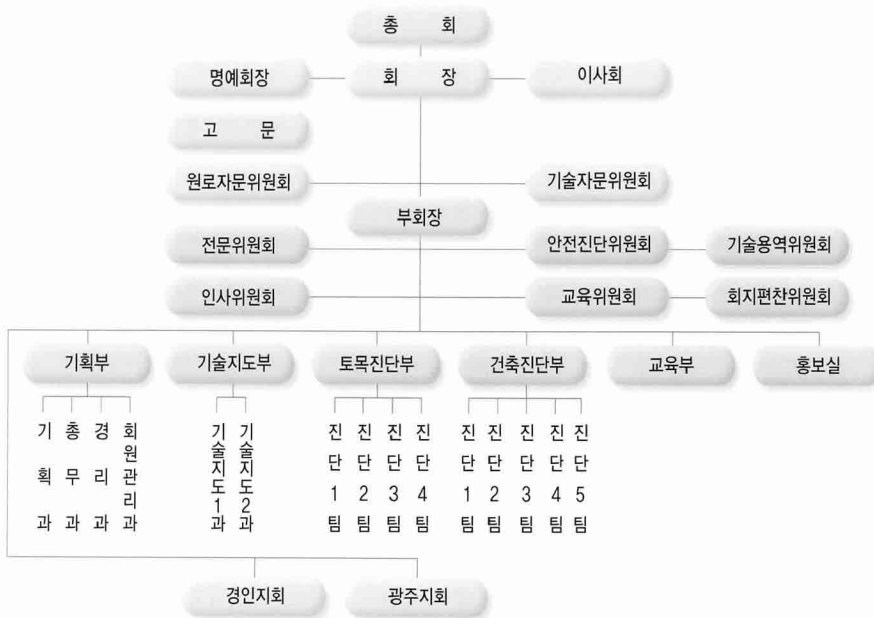 총 회
명예회장 회 장 이사회
고 문
원로자문위원회 기술자문위원회
부회장
전문위원회 안전진단위원회 기술용역위원회
인사위원회 교육위원회 회지편찬위원회
기획부 기술지도부 토목진단부 건축진단부 교육부 홍보실
기획과
총무과
경리과
회원관리과
기술지도1과
기술지도2과
진단1팀
진단2팀
진단3팀
진단4팀
진단1팀
진단2팀
진단3팀
진단4팀
진단5팀
경인지회 광주지회